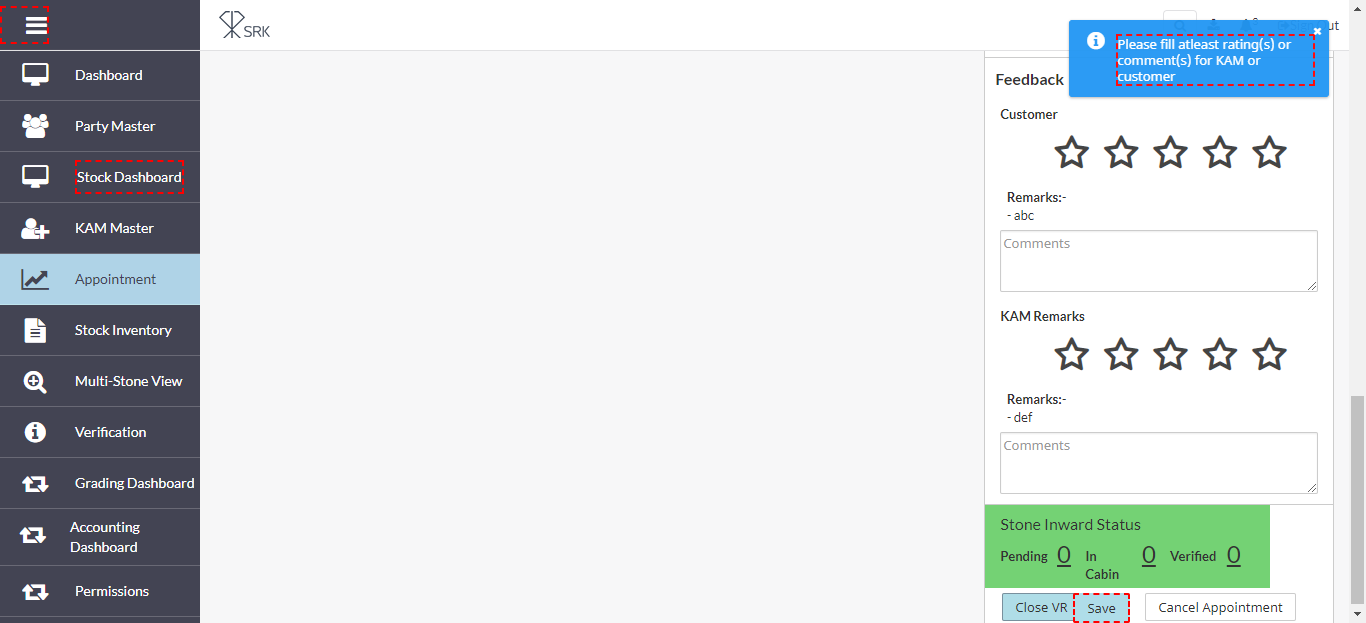 SRK
Dashboard
Party Master
Stock Dashboard
KAM Master
Appointment
Stock Inventory
Multi-Stone View
Verification
Grading Dashboard
Accounting
Dashboard
Permissions
Please fill atleast rating(s) or
comment(s) for KAM or
customer
Feedback
Customer
Remarks:-
- abc
Comments
KAM Remarks
Remarks:-
- def
Comments
Stone Inward Status
Pending 0 In Cabin 0 Verified 0
Close VR Save Cancel Appointment